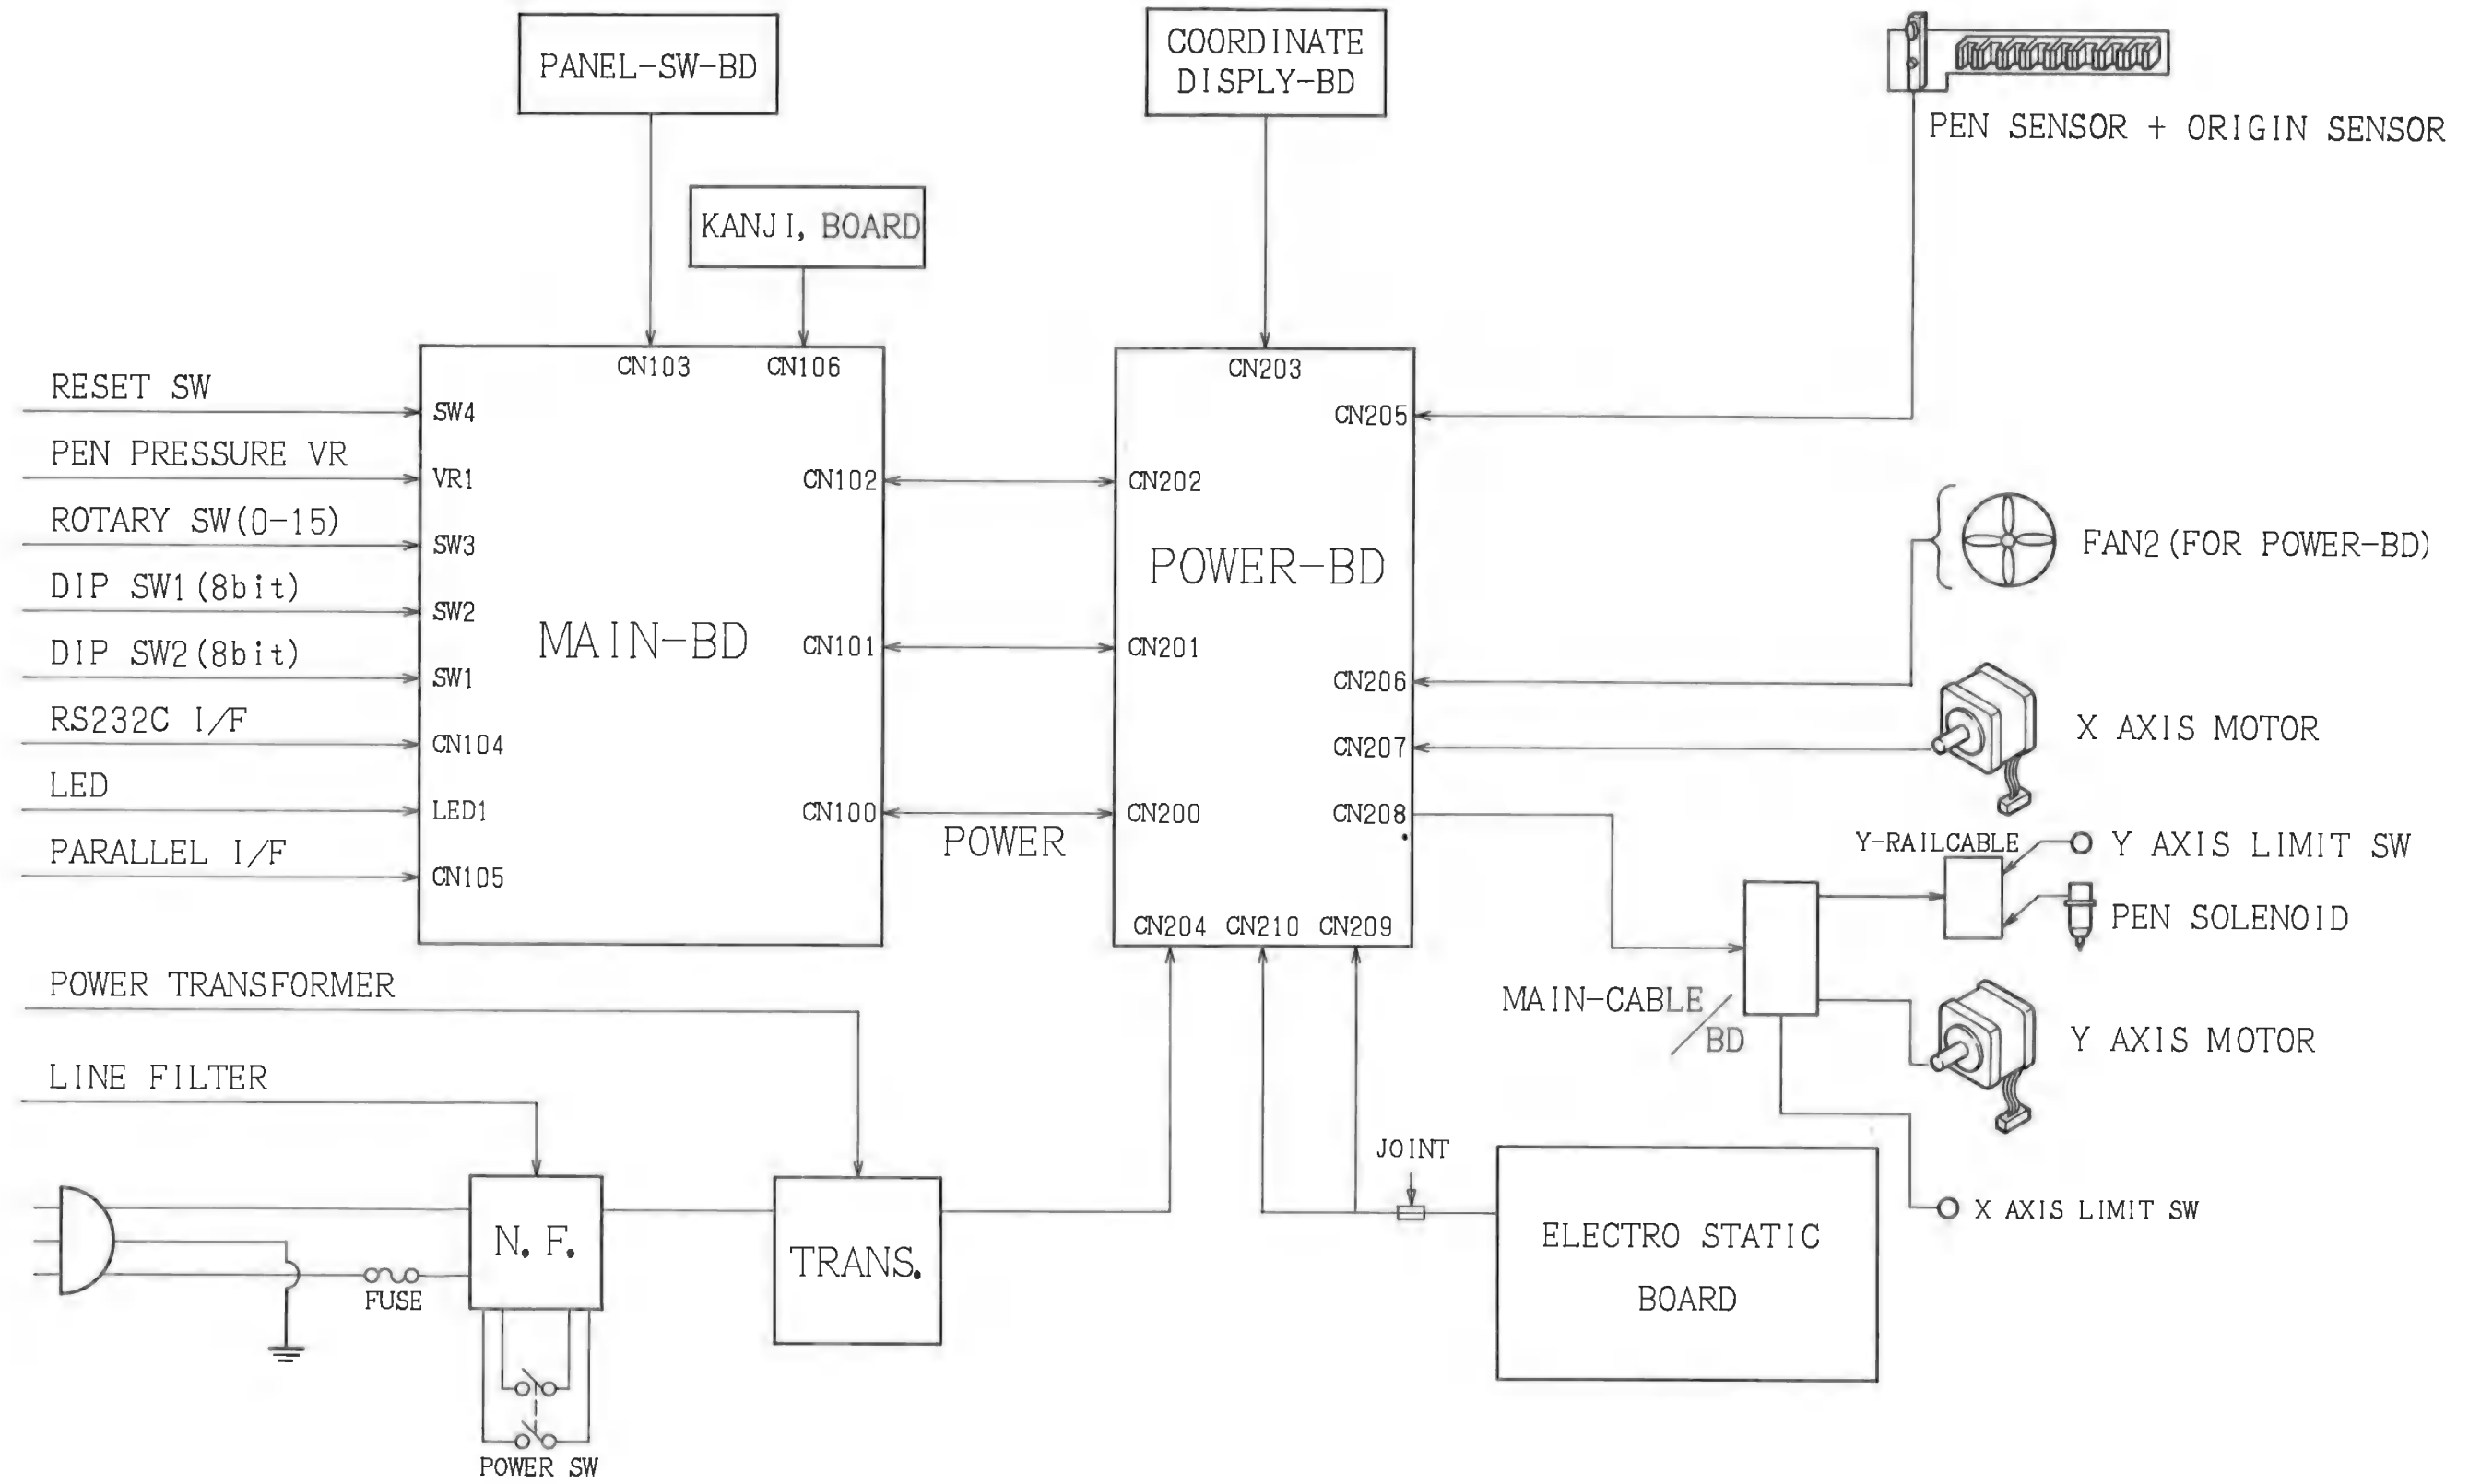 PANEL-SW-BD
COORDINATE
DISPLY-BD
PEN SENSOR + ORIGIN SENSOR
KANJI, BOARD
CN103
CN106
CN203
RESET SW
SW4
CN205
PEN PRESSURE VR
VR1
CN102
CN202
ROTARY SW(0-15)
SW3
POWER-BD
FAN2(FOR POWER-BD)
DIP SW1(8bit)
SW2
MAIN-BD
CN101
CN201
DIP SW2(8bit)
SW1
CN206
RS232C I/F
CN104
CN207
X AXIS MOTOR
LED
LED1
CN100
POWER
CN200
CN208
Y-RAILCABLE
Y AXIS LIMIT SW
PARALLEL I/F
CN105
CN204
CN210
CN209
PEN SOLENOID
POWER TRANSFORMER
MAIN-CABLE/
BD
Y AXIS MOTOR
LINE FILTER
JOINT
X AXIS LIMIT SW
N.F.
TRANS.
ELECTRO STATIC
BOARD
FUSE
POWER SW